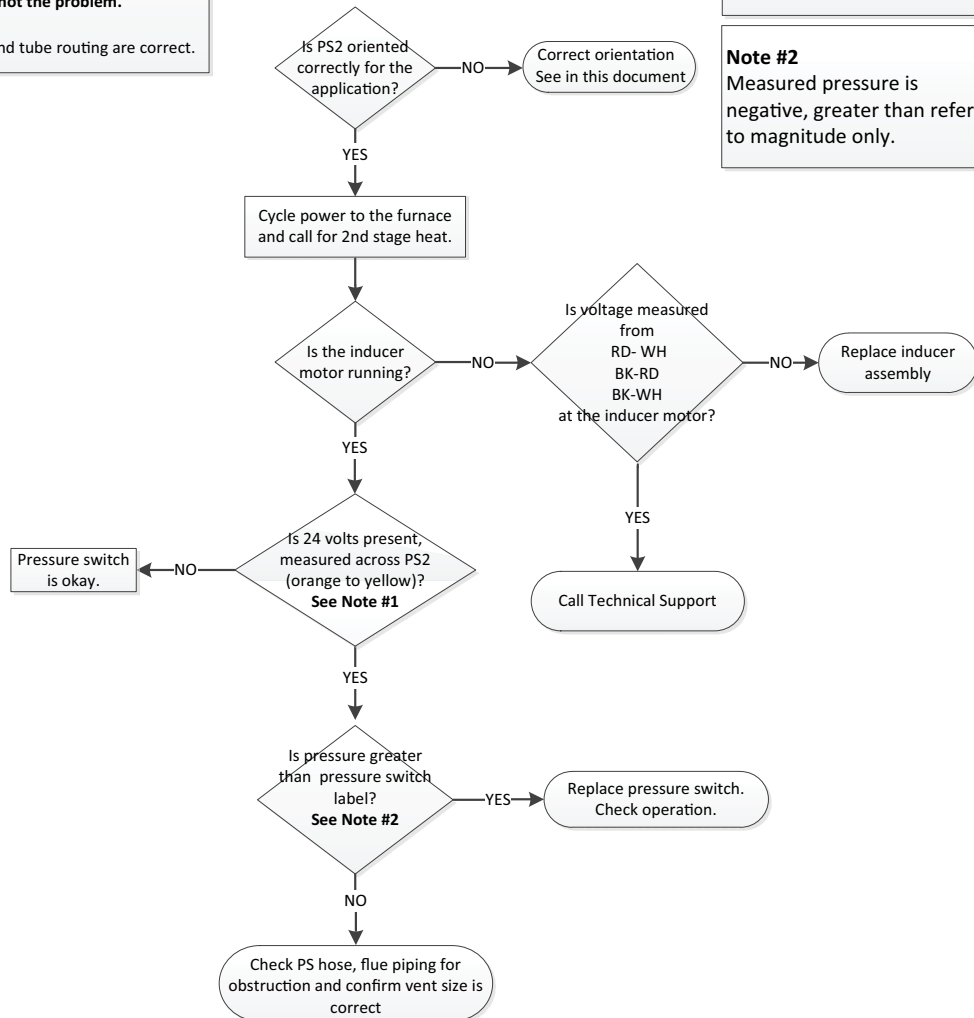 not the problem.
nd tube routing are correct.
Is PS2 oriented
correctly for the
application?
NO
Correct orientation
See in this document
Note #2
Measured pressure is
negative, greater than refer
to magnitude only.
YES
Cycle power to the furnace
and call for 2nd stage heat.
Is the inducer
motor running?
NO
Is voltage measured
from
RD- WH
BK-RD
BK-WH
at the inducer motor?
NO
Replace inducer
assembly
YES
YES
Call Technical Support
Is 24 volts present,
measured across PS2
(orange to yellow)?
See Note #1
NO
Pressure switch
is okay.
YES
Is pressure greater
than pressure switch
label?
See Note #2
YES
Replace pressure switch.
Check operation.
NO
Check PS hose, flue piping for
obstruction and confirm vent size is
correct